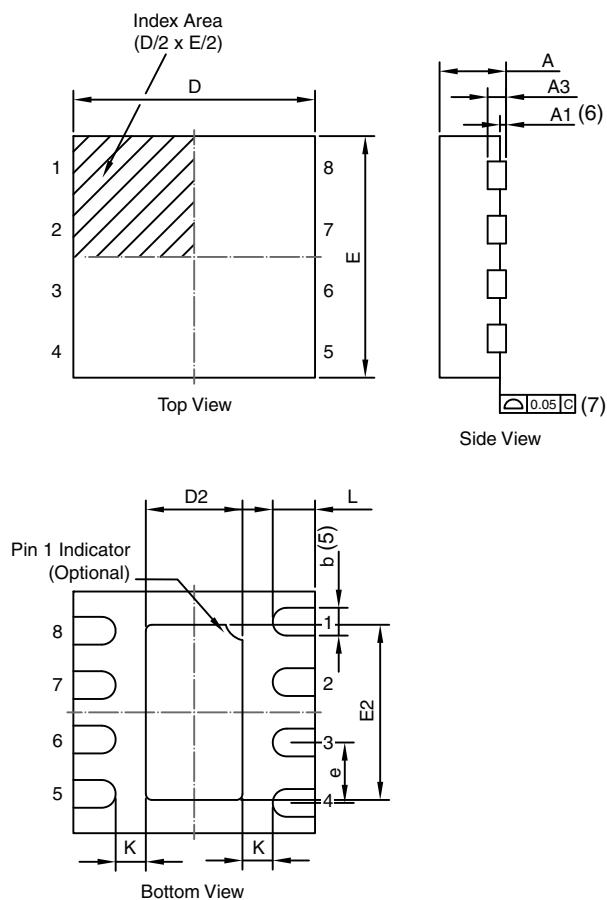 Index Area
(D/2 x E/2)
D
A
A3
A1 (6)
1
8
2
7
E
3
6
4
5
Top View
⌓ 0.05 C (7)
Side View
D2
L
Pin 1 Indicator
(Optional)
b (5)
8
1
7
2
E2
6
3
e
5
4
K
K
Bottom View